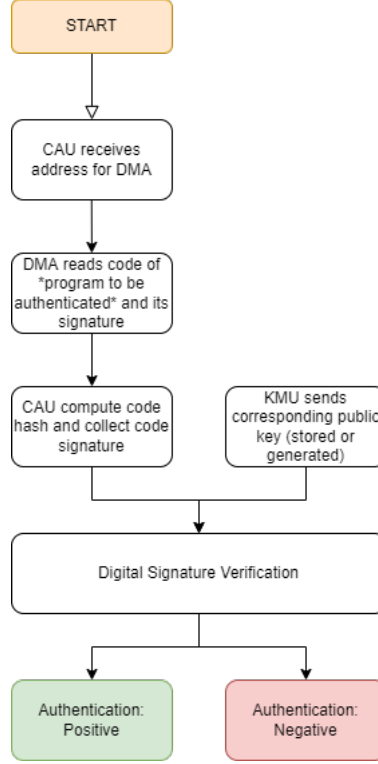 START
CAU receives
address for DMA
DMA reads code of
*program to be
authenticated* and its
signature
CAU compute code
hash and collect code
signature
KMU sends
corresponding public
key (stored or
generated)
Digital Signature Verification
Authentication:
Positive
Authentication:
Negative